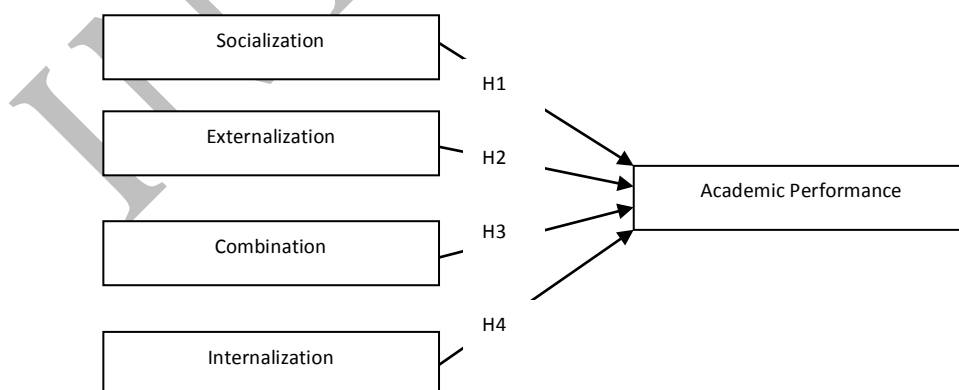 Socialization
H1
Externalization
H2
Academic Performance
Combination
H3
H4
Internalization